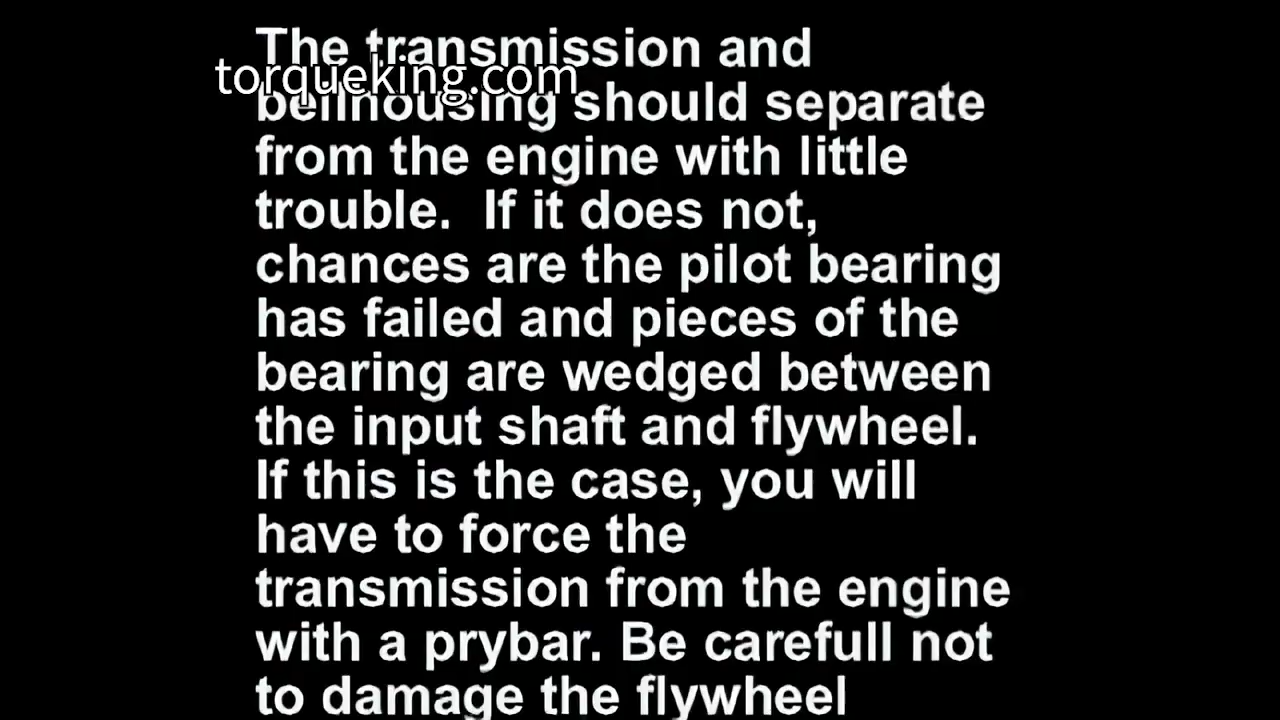 The transmission and
torqueking.com
bellhousing should separate
from the engine with little
trouble.  If it does not,
chances are the pilot bearing
has failed and pieces of the
bearing are wedged between
the input shaft and flywheel.
If this is the case, you will
have to force the
transmission from the engine
with a prybar. Be carefull not
to damage the flywheel